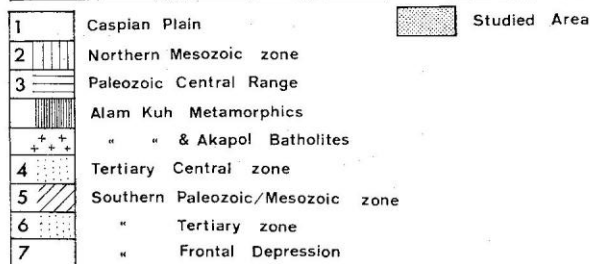 1 Caspian Plain
Studied Area
2 Northern Mesozoic zone
3 Paleozoic Central Range
Alam Kuh Metamorphics
" " & Akapol Batholites
4 Tertiary Central zone
5 Southern Paleozoic/Mesozoic zone
6 " Tertiary zone
7 " Frontal Depression